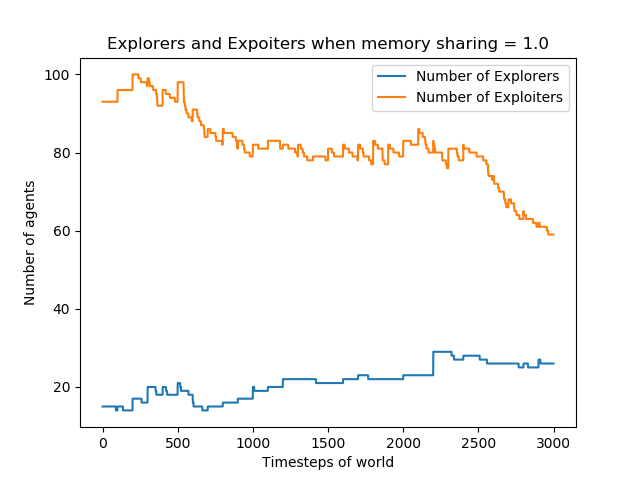 Explorers and Expoiters when memory sharing = 1.0
Number of Explorers
Number of Exploiters
100
80
60
40
20
Number of agents
0 500 1000 1500 2000 2500 3000
Timesteps of world